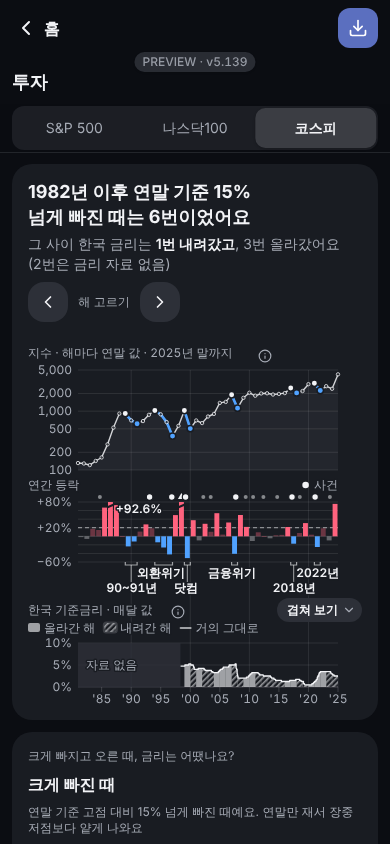 홈
PREVIEW · v5.139
투자
S&P 500
나스닥100
코스피
1982년 이후 연말 기준 15%
넘게 빠진 때는 6번이었어요
그 사이 한국 금리는 1번 내려갔고, 3번 올라갔어요
(2번은 금리 자료 없음)
해 고르기
지수 · 해마다 연말 값 · 2025년 말까지
5,000
2,000
1,000
500
200
100
연간 등락
사건
+80%
+92.6%
+20%
−60%
외환위기
금융위기
2022년
90~91년
닷컴
2018년
한국 기준금리 · 매달 값
겹쳐 보기
올라간 해
내려간 해
거의 그대로
10%
5%
0%
자료 없음
'85 '90 '95 '00 '05 '10 '15 '20 '25
크게 빠지고 오른 때, 금리는 어땠나요?
크게 빠진 때
연말 기준 고점 대비 15% 넘게 빠진 때예요. 연말만 재서 장중
저점보다 얕게 나와요